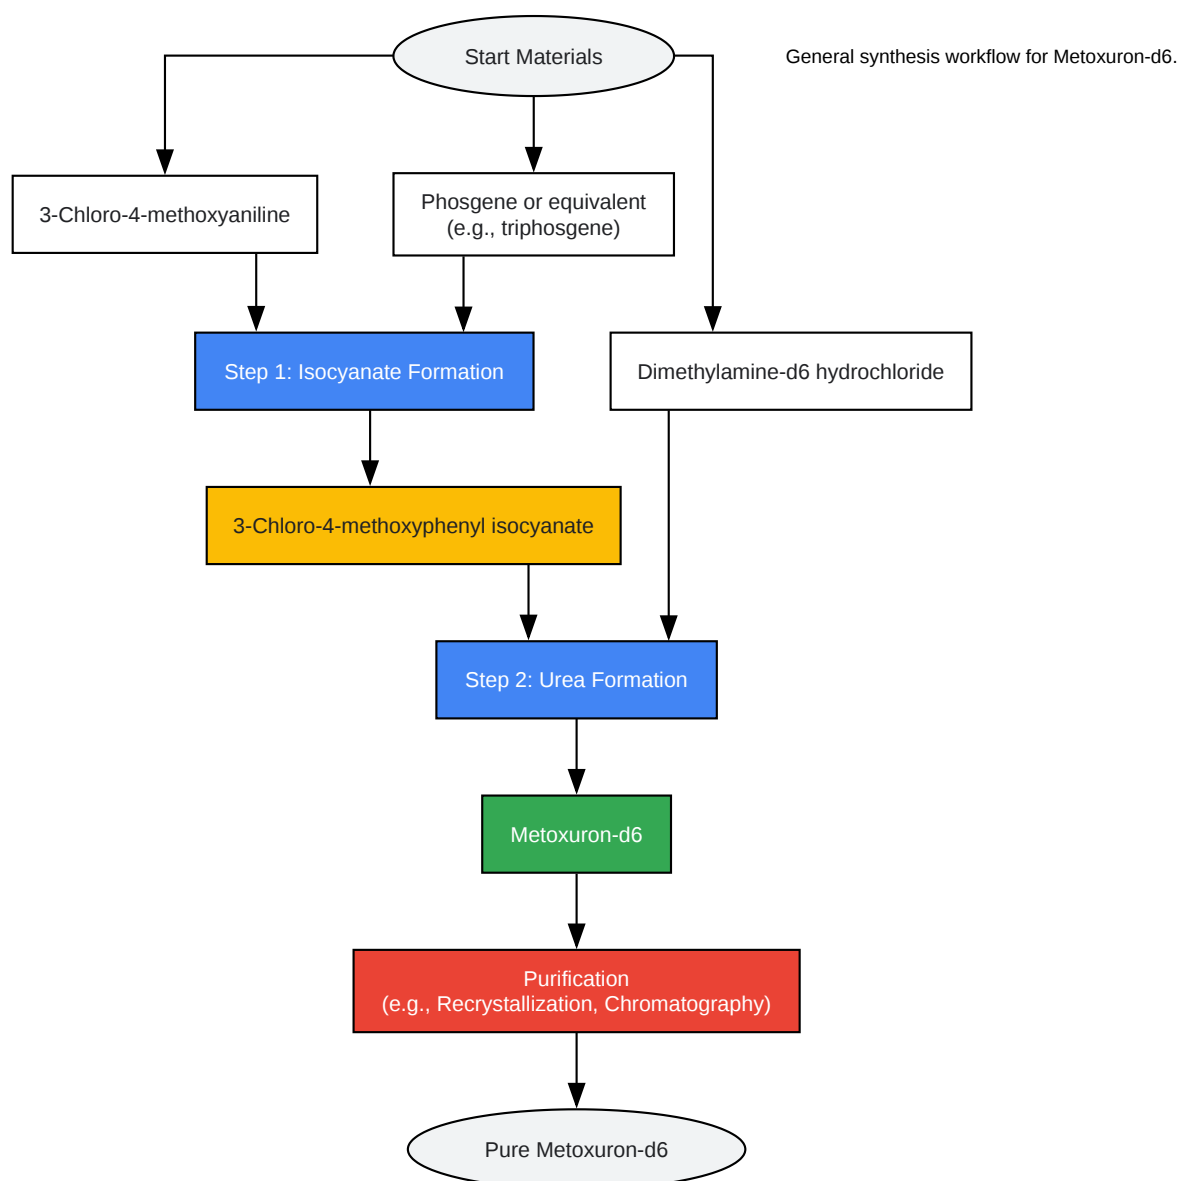 Start Materials
General synthesis workflow for Metoxuron-d6.
3-Chloro-4-methoxyaniline
Phosgene or equivalent
(e.g., triphosgene)
Step 1: Isocyanate Formation
Dimethylamine-d6 hydrochloride
3-Chloro-4-methoxyphenyl isocyanate
Step 2: Urea Formation
Metoxuron-d6
Purification
(e.g., Recrystallization, Chromatography)
Pure Metoxuron-d6